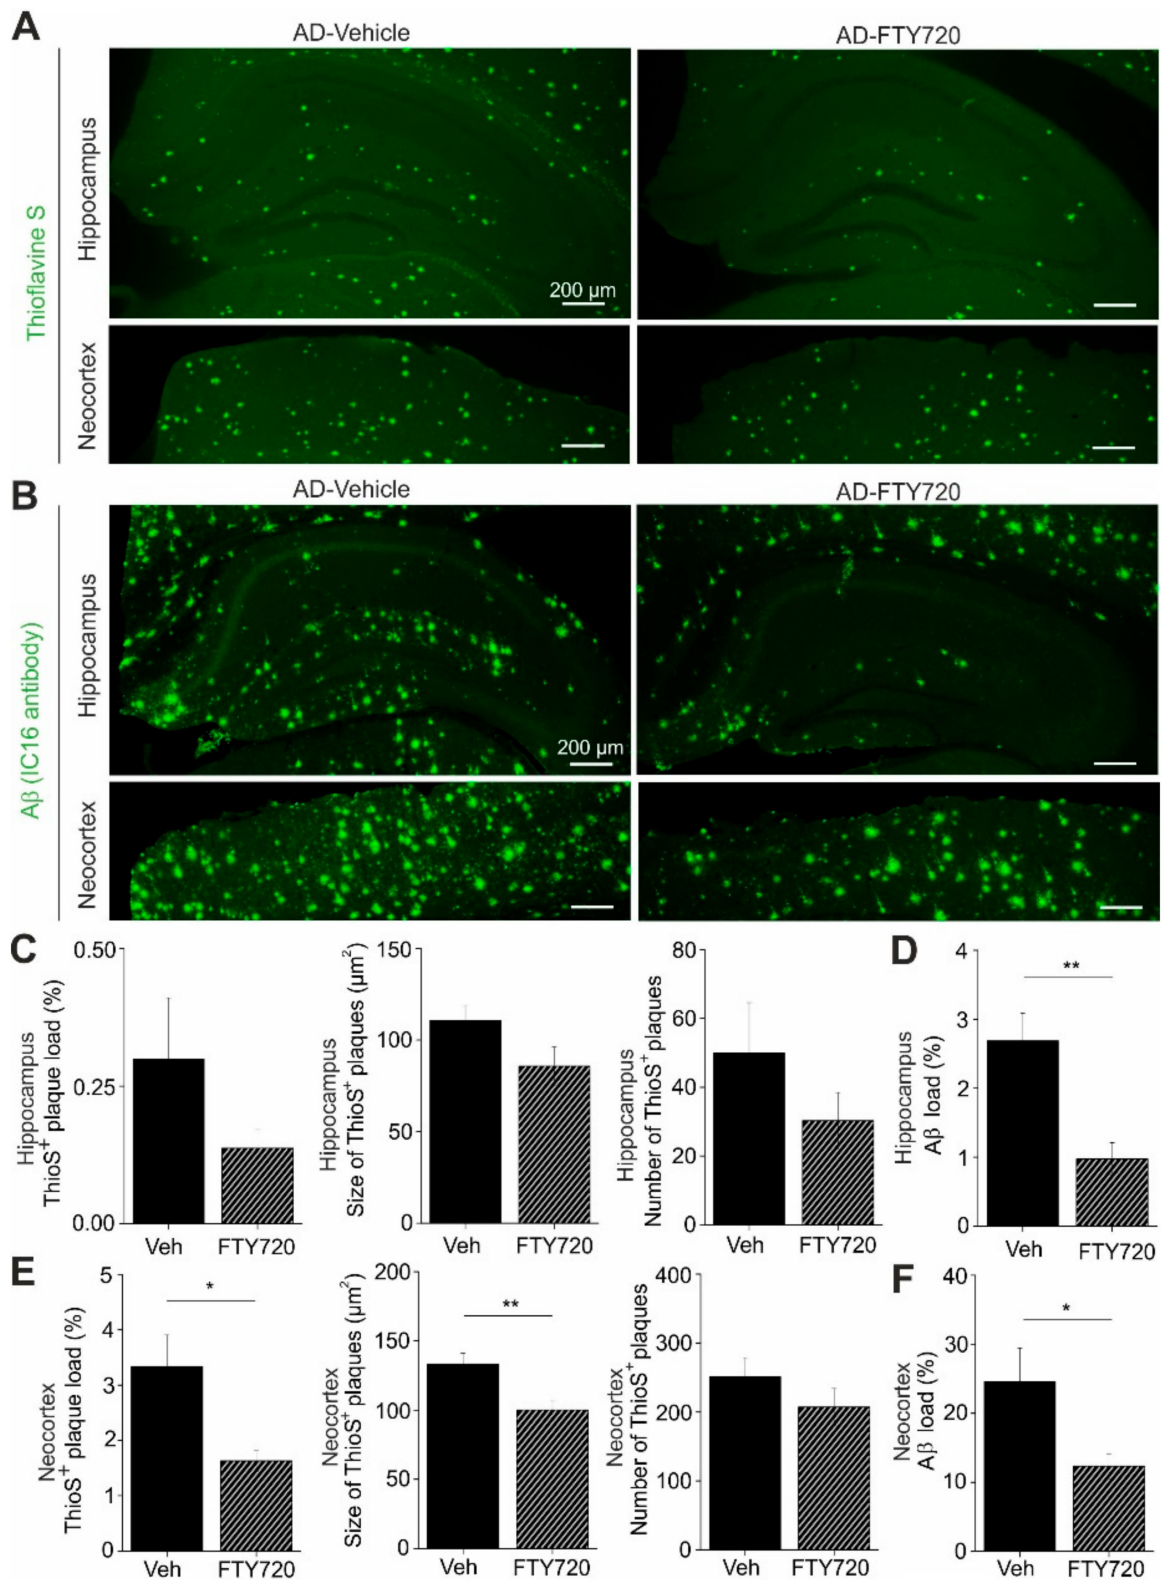 A
AD-Vehicle
AD-FTY720
Thioflavine S
Hippocampus
200 µm
Neocortex
B
AD-Vehicle
AD-FTY720
Aβ (IC16 antibody)
Hippocampus
200 µm
Neocortex
C
Hippocampus
ThioS⁺ plaque load (%)
0.50
0.25
0.00
Veh
FTY720
Hippocampus
Size of ThioS⁺ plaques (µm²)
150
100
50
0
Veh
FTY720
Hippocampus
Number of ThioS⁺ plaques
80
60
40
20
0
Veh
FTY720
D
Hippocampus
Aβ load (%)
4
3
2
1
0
**
Veh
FTY720
E
Neocortex
ThioS⁺ plaque load (%)
5
4
3
2
1
0
*
Veh
FTY720
Neocortex
Size of ThioS⁺ plaques (µm²)
200
150
100
50
0
**
Veh
FTY720
Neocortex
Number of ThioS⁺ plaques
400
300
200
100
0
Veh
FTY720
F
Neocortex
Aβ load (%)
40
30
20
10
0
*
Veh
FTY720